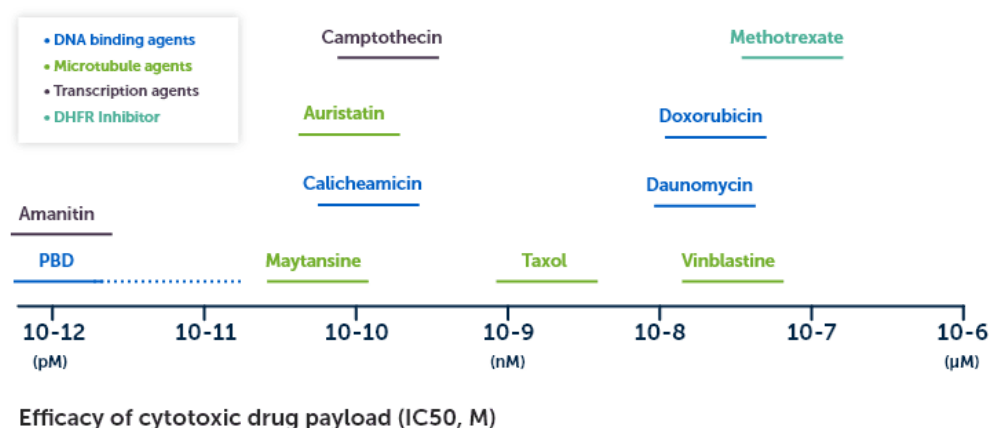 • DNA binding agents
• Microtubule agents
• Transcription agents
• DHFR Inhibitor
Camptothecin
Methotrexate
Auristatin
Doxorubicin
Calicheamicin
Daunomycin
Amanitin
PBD
Maytansine
Taxol
Vinblastine
10-12
10-11
10-10
10-9
10-8
10-7
10-6
(pM)
(nM)
(μM)
Efficacy of cytotoxic drug payload (IC50, M)